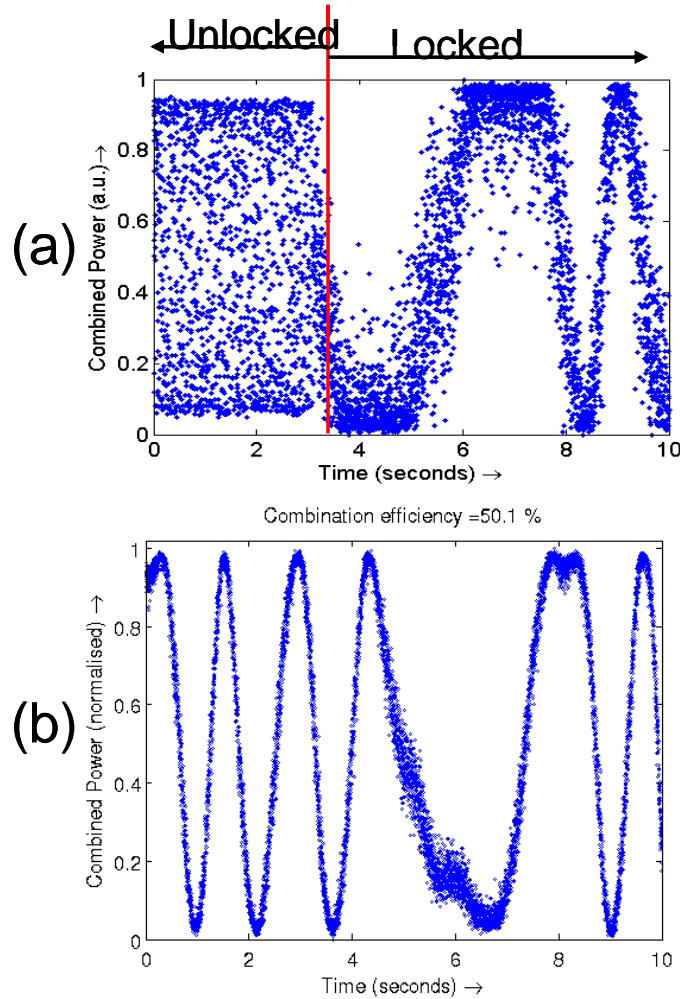 Unlocked Locked
(a)
Combined Power (a.u.)→
1
0.8
0.6
0.4
0.2
0
0 2 4 6 8 10
Time (seconds) →
Combination efficiency =50.1 %
(b)
Combined Power (normalised) →
1
0.8
0.6
0.4
0.2
0
0 2 4 6 8 10
Time (seconds) →